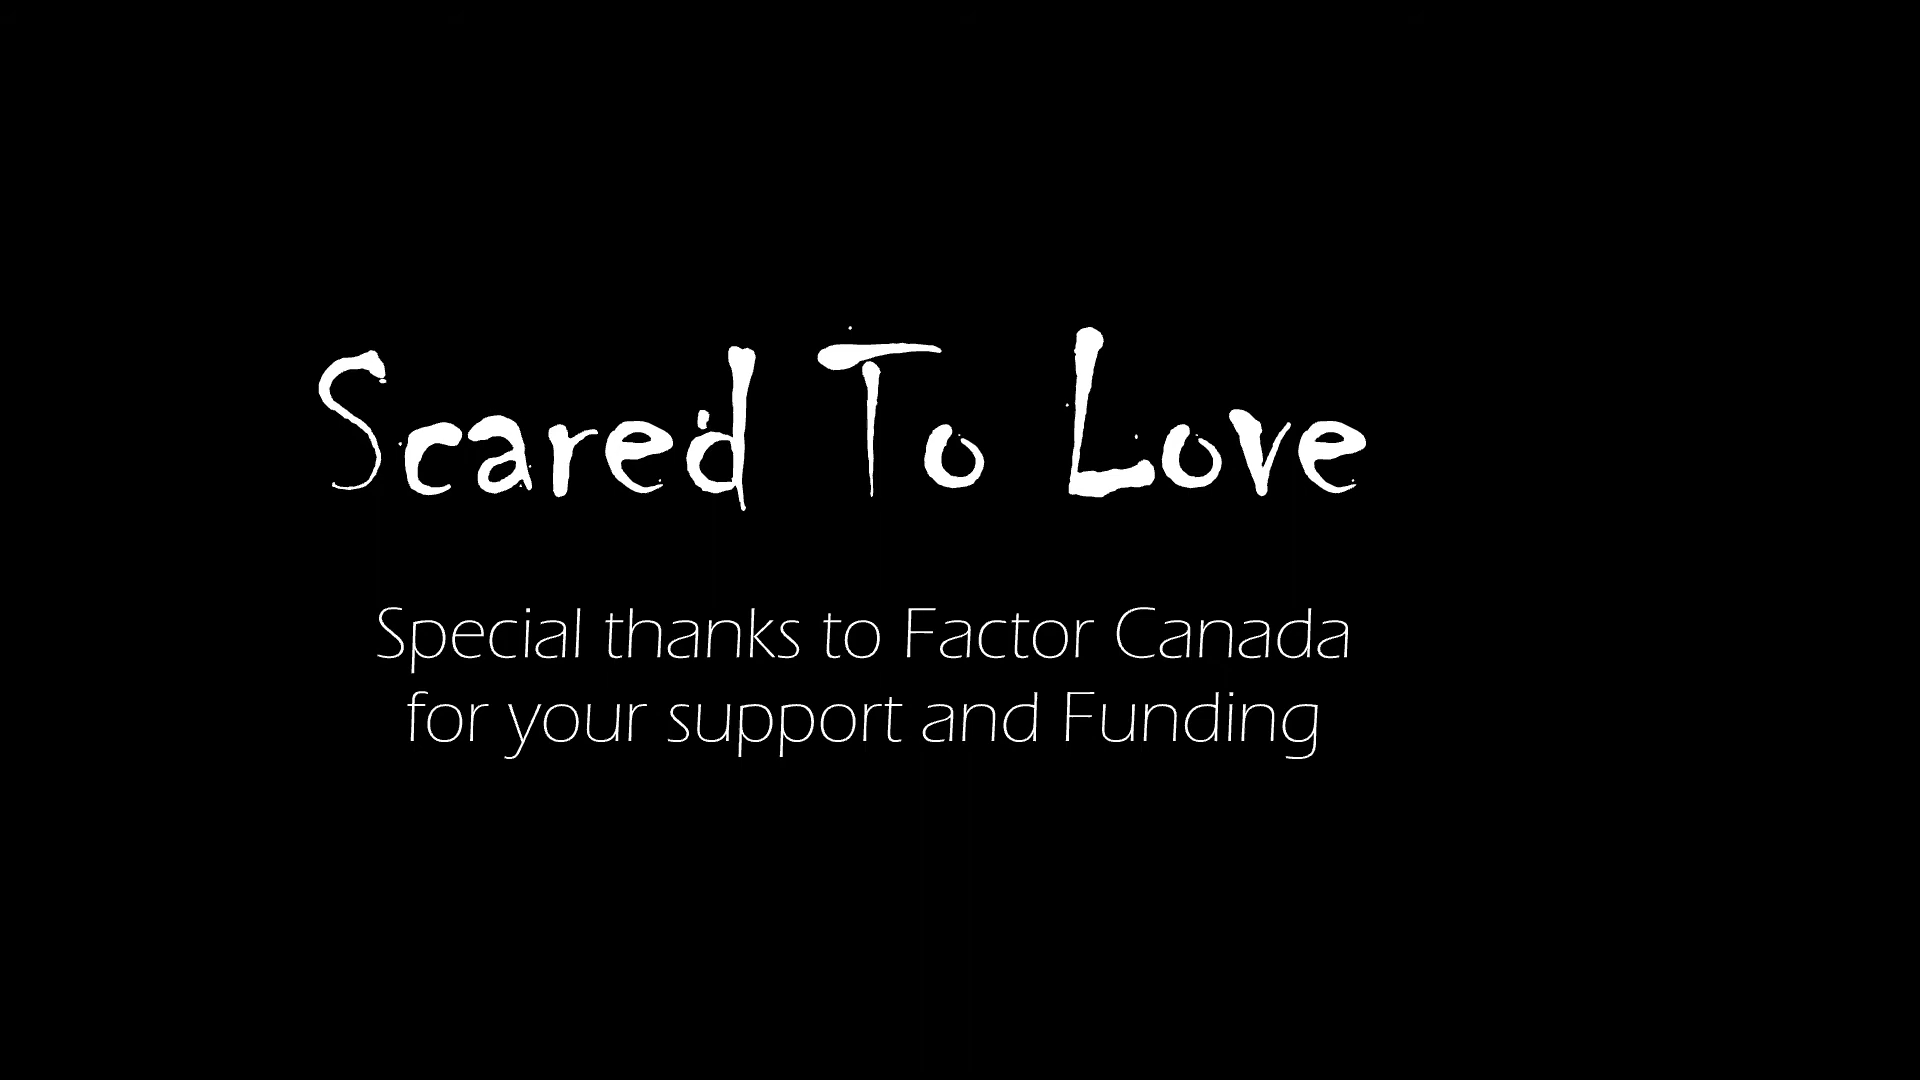 Scared To Love
Special thanks to Factor Canada
for your support and Funding